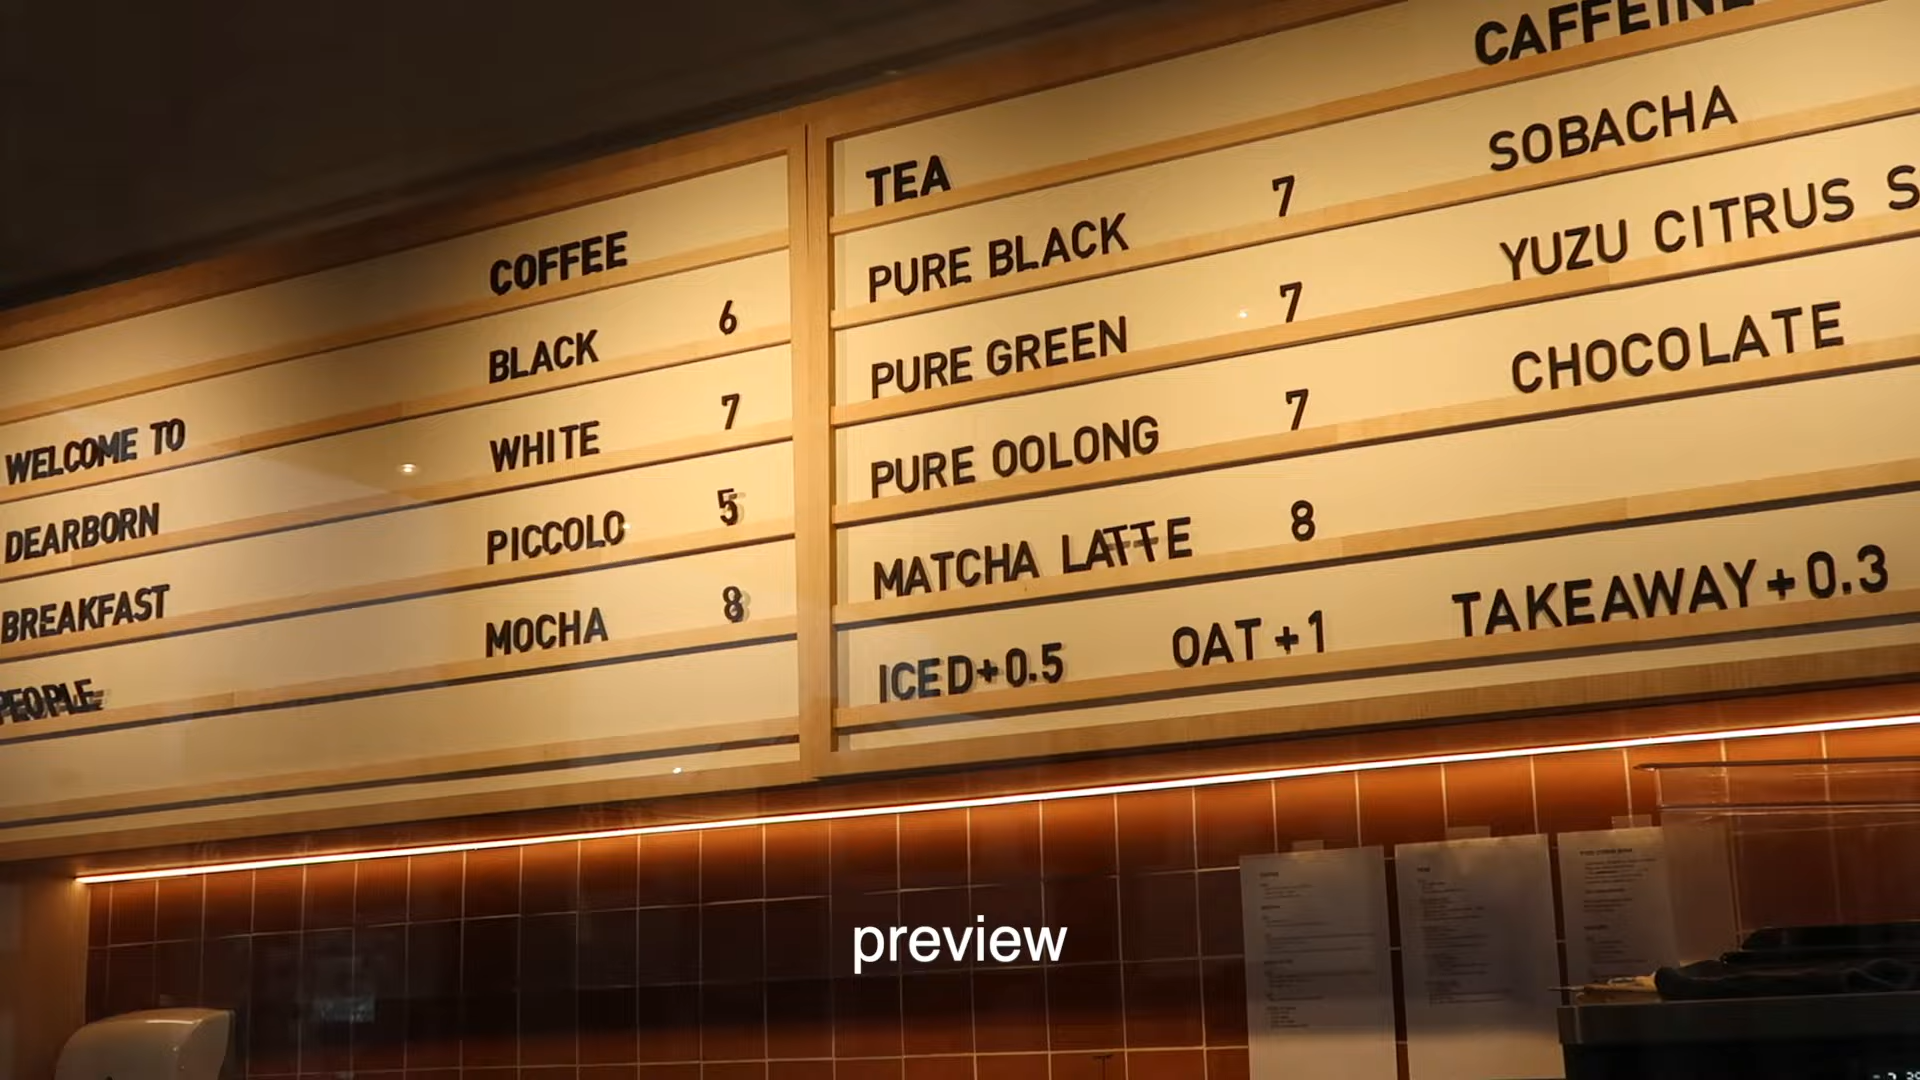 WELCOME TO
DEARBORN
BREAKFAST
PEOPLE
COFFEE
BLACK 6
WHITE 7
PICCOLO 5
MOCHA 8
TEA
PURE BLACK 7
PURE GREEN 7
PURE OOLONG 7
MATCHA LATTE 8
ICED+0.5 OAT+1 TAKEAWAY+0.3
SOBACHA
YUZU CITRUS
CHOCOLATE
preview